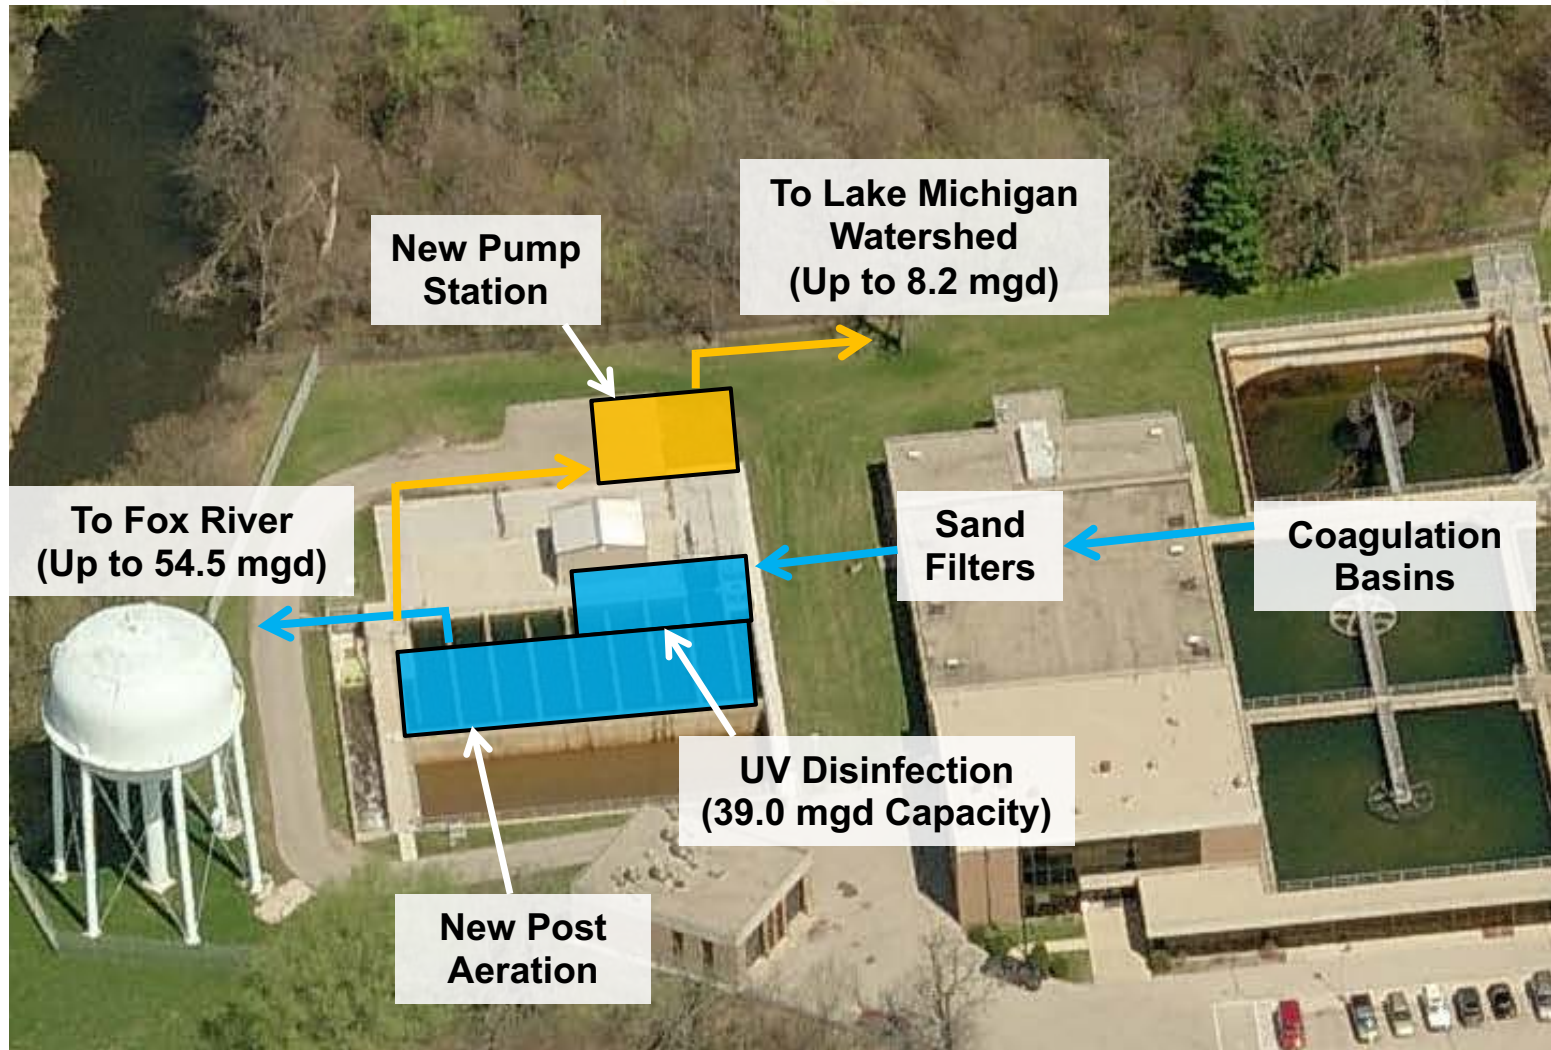 To Lake Michigan
Watershed
(Up to 8.2 mgd)
New Pump
Station
To Fox River
(Up to 54.5 mgd)
Sand
Filters
Coagulation
Basins
UV Disinfection
(39.0 mgd Capacity)
New Post
Aeration